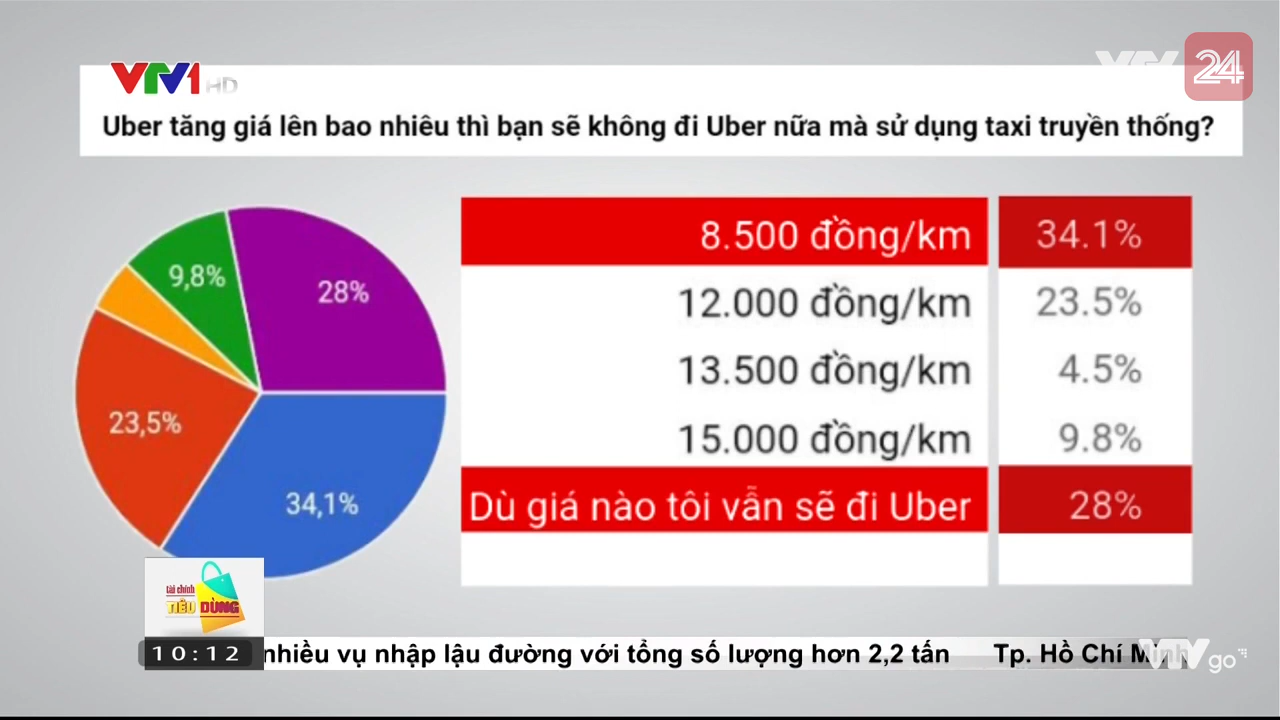 VTV1 HD
VTV 24
Uber tăng giá lên bao nhiêu thì bạn sẽ không đi Uber nữa mà sử dụng taxi truyền thống?
9,8%
28%
23,5%
34,1%
8.500 đồng/km 34.1%
12.000 đồng/km 23.5%
13.500 đồng/km 4.5%
15.000 đồng/km 9.8%
Dù giá nào tôi vẫn sẽ đi Uber 28%
tài chính
TIÊU DÙNG
10:12 nhiều vụ nhập lậu đường với tổng số lượng hơn 2,2 tấn Tp. Hồ Chí Minh
VTV go